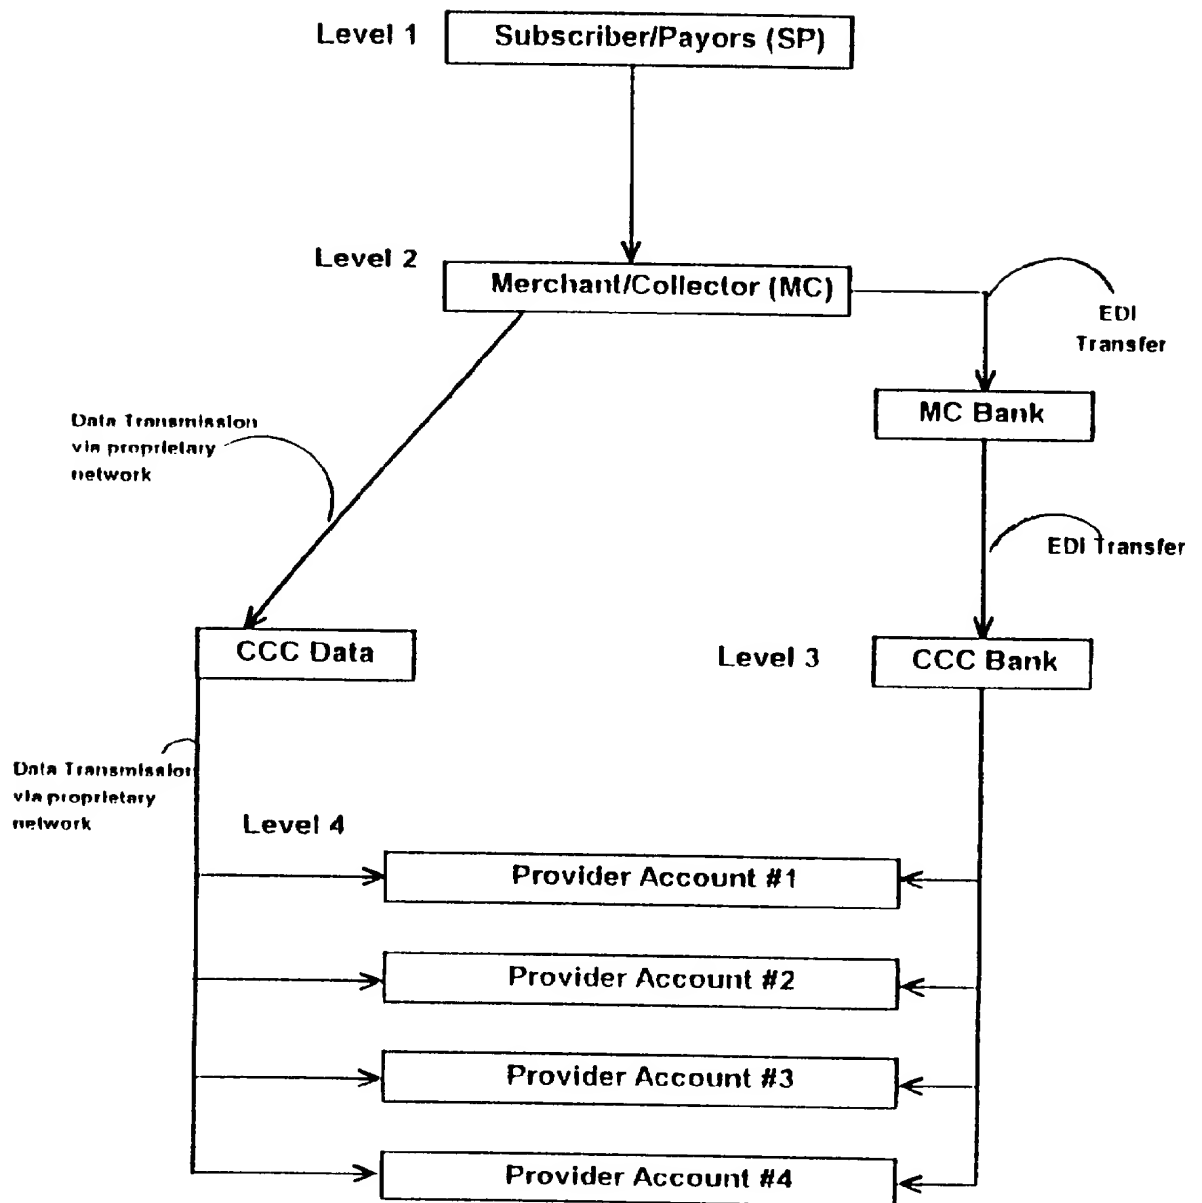 Level 1
Subscriber/Payors (SP)
Level 2
Merchant/Collector (MC)
EDI
Transfer
MC Bank
Data Transmission
via proprietary
network
EDI Transfer
CCC Data
Level 3
CCC Bank
Data Transmission
via proprietary
network
Level 4
Provider Account #1
Provider Account #2
Provider Account #3
Provider Account #4